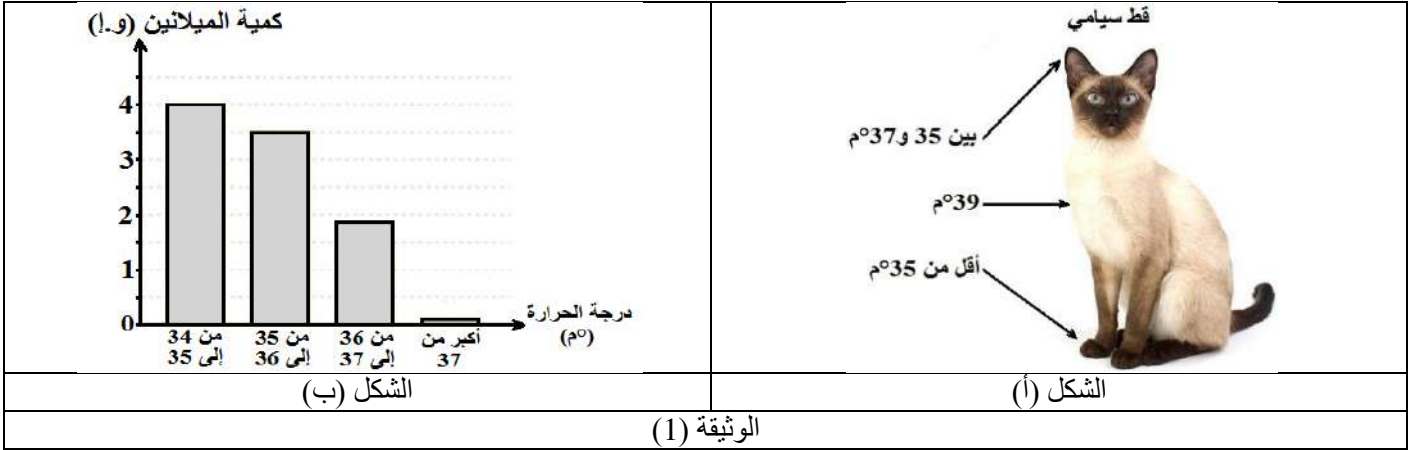 قط سيامي
بين 35 و37°م
39°م
أقل من 35°م
الشكل (أ)
كمية الميلانين (و.إ)
4
3
2
1
0
من 34 إلى 35
من 35 إلى 36
من 36 إلى 37
أكبر من 37
درجة الحرارة
(°م)
الشكل (ب)
الوثيقة (1)